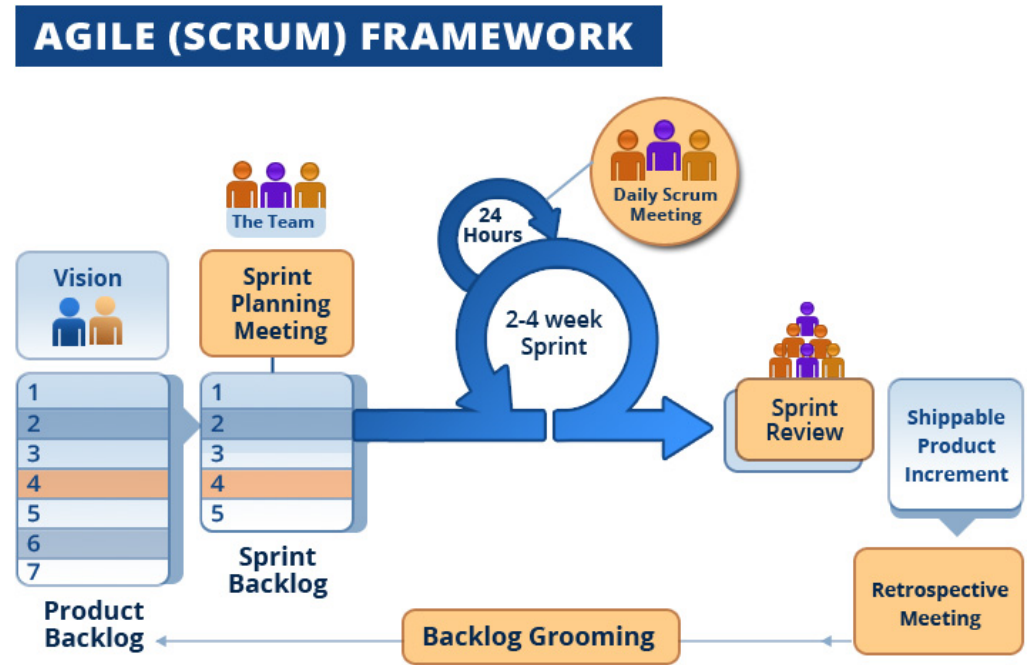 AGILE (SCRUM) FRAMEWORK
The Team
Vision
Sprint
Planning
Meeting
24
Hours
Daily Scrum
Meeting
2-4 week
Sprint
1
2
3
4
5
6
7
Product
Backlog
1
2
3
4
5
Sprint
Backlog
Sprint
Review
Shippable
Product
Increment
Retrospective
Meeting
Backlog Grooming